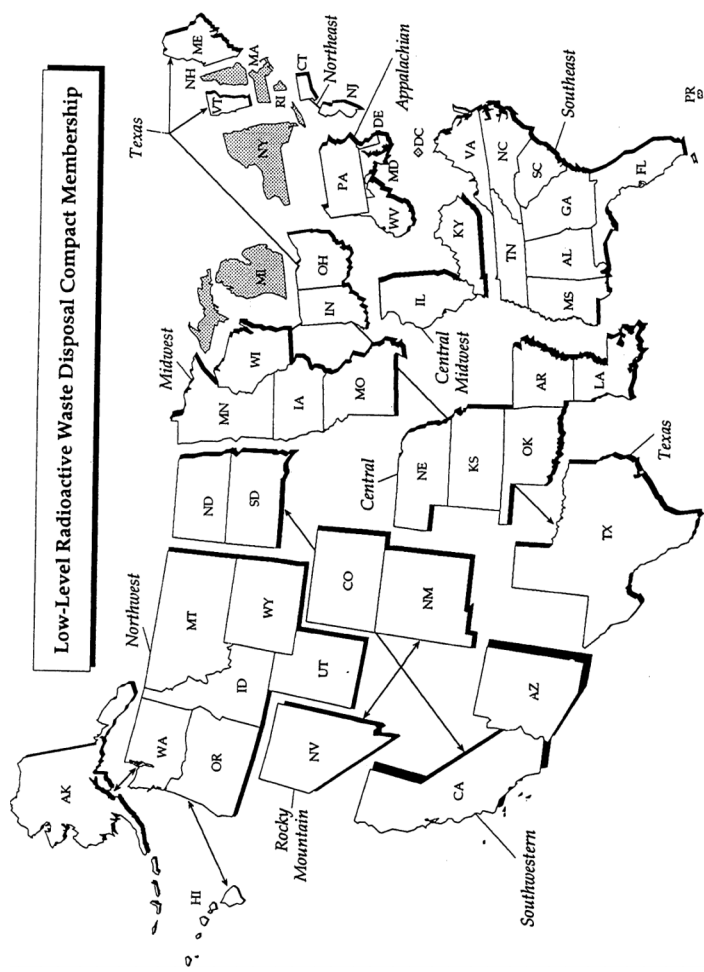 Low-Level Radioactive Waste Disposal Compact Membership
AK
HI
Northwest
WA
OR
ID
MT
WY
UT
Rocky
Mountain
NV
CO
NM
Southwestern
CA
AZ
ND
SD
Midwest
MN
WI
IA
MO
IN
OH
MI
Central
NE
KS
OK
AR
LA
Texas
TX
Central
Midwest
IL
KY
Texas
ME
NH
VT
MA
RI
NY
CT
Northeast
NJ
Appalachian
PA
DE
MD
WV
DC
Southeast
VA
NC
SC
TN
GA
AL
MS
FL
PR